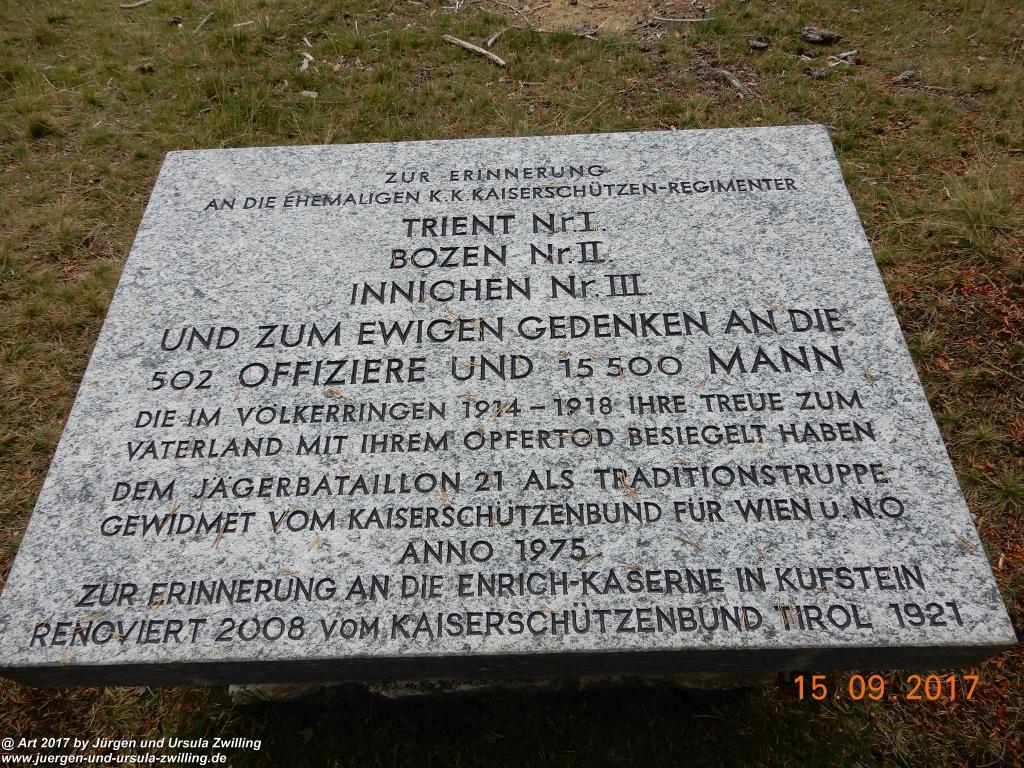 ZUR ERINNERUNG
AN DIE EHEMALIGEN K.K.KAISERSCHÜTZEN-REGIMENTER
TRIENT Nr.I.
BOZEN Nr.II.
INNICHEN Nr.III.
UND ZUM EWIGEN GEDENKEN AN DIE
502 OFFIZIERE UND 15500 MANN
DIE IM VÖLKERRINGEN 1914-1918 IHRE TREUE ZUM
VATERLAND MIT IHREM OPFERTOD BESIEGELT HABEN
DEM JÄGERBATAILLON 21 ALS TRADITIONSTRUPPE
GEWIDMET VOM KAISERSCHÜTZENBUND FÜR WIEN u. N.Ö
ANNO 1975
ZUR ERINNERUNG AN DIE ENRICH-KASERNE IN KUFSTEIN
RENOVIERT 2008 VOM KAISERSCHÜTZENBUND TIROL 1921
15.09.2017
@ Art 2017 by Jürgen und Ursula Zwilling
www.juergen-und-ursula-zwilling.de